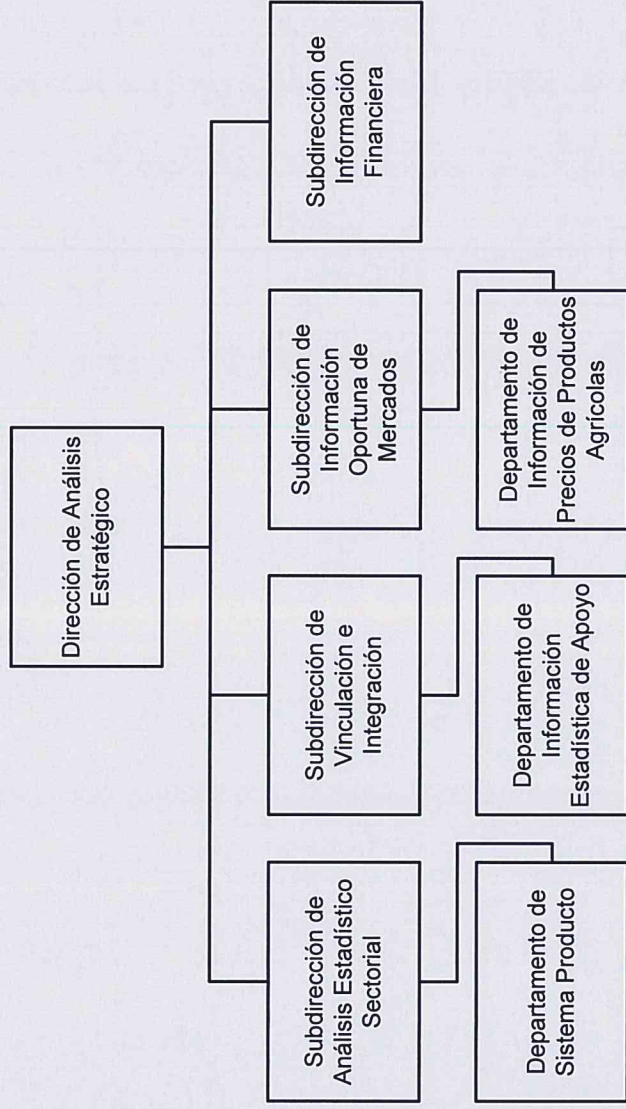 Dirección de Análisis
Estratégico
Subdirección de
Análisis Estadístico
Sectorial
Subdirección de
Vinculación e
Integración
Subdirección de
Información
Oportuna de
Mercados
Subdirección de
Información
Financiera
Departamento de
Sistema Producto
Departamento de
Información
Estadística de Apoyo
Departamento de
Información de
Precios de Productos
Agrícolas